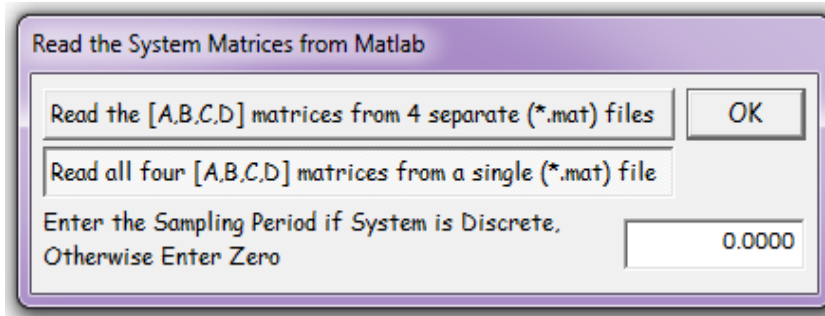 Read the System Matrices from Matlab
Read the [A,B,C,D] matrices from 4 separate (*.mat) files
OK
Read all four [A,B,C,D] matrices from a single (*.mat) file
Enter the Sampling Period if System is Discrete,
Otherwise Enter Zero
0.0000